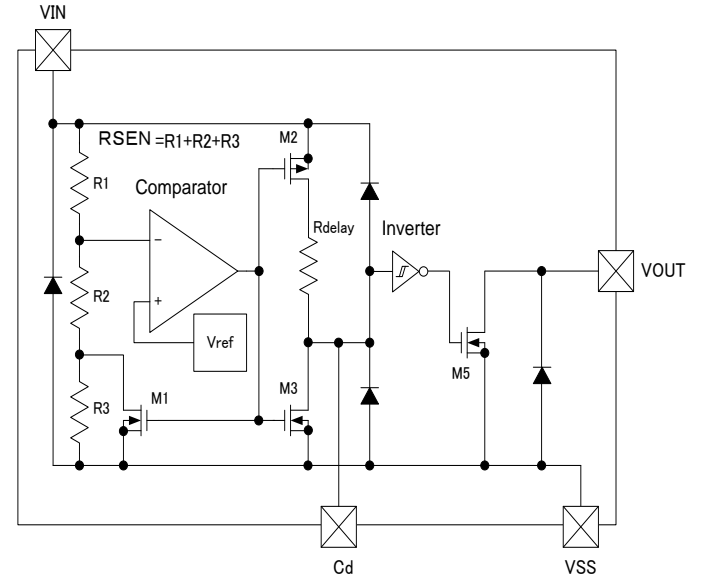 VIN
RSEN =R1+R2+R3
M2
R1
Comparator
Rdelay
Inverter
−
VOUT
R2
+
Vref
M5
R3
M1
M3
Cd
VSS